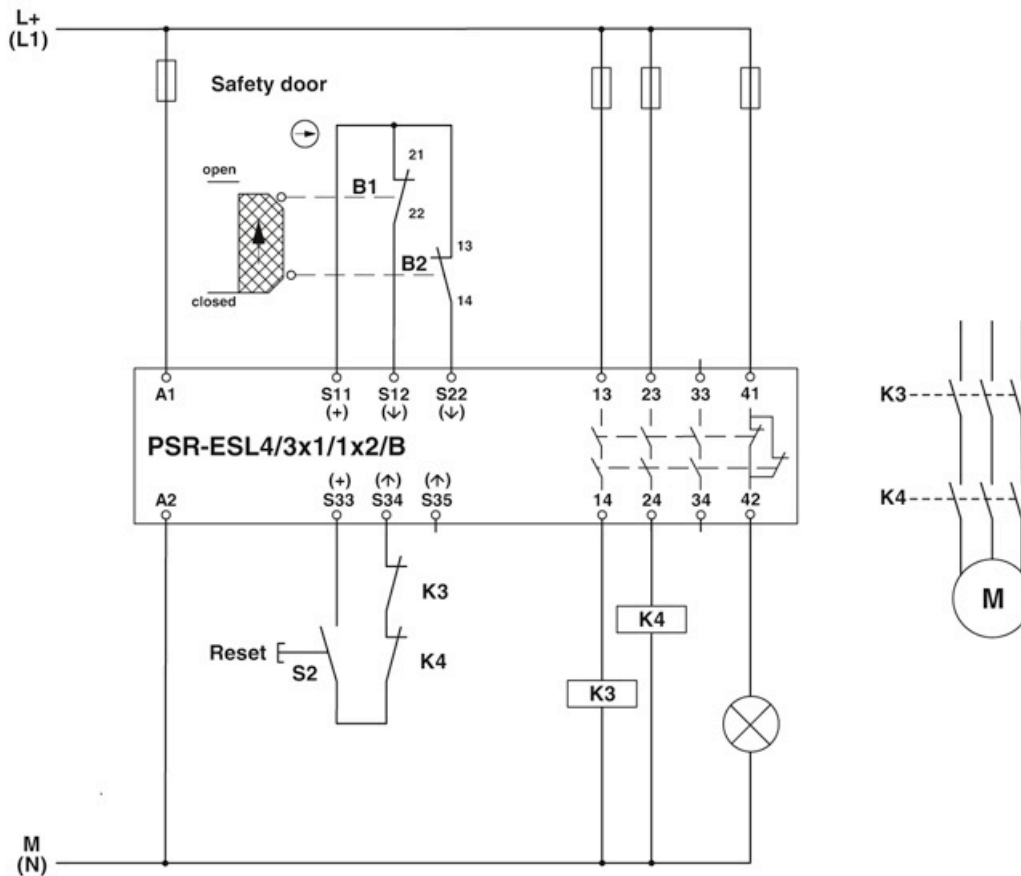 L+
(L1)
Safety door
open
B1
21
22
B2
13
14
closed
A1
S11
(+)
S12
(↓)
S22
(↓)
13
23
33
41
PSR-ESL4/3x1/1x2/B
A2
(+)
S33
(↑)
S34
(↑)
S35
14
24
34
42
K3
K4
M
K3
K4
Reset
S2
K4
K3
M
(N)